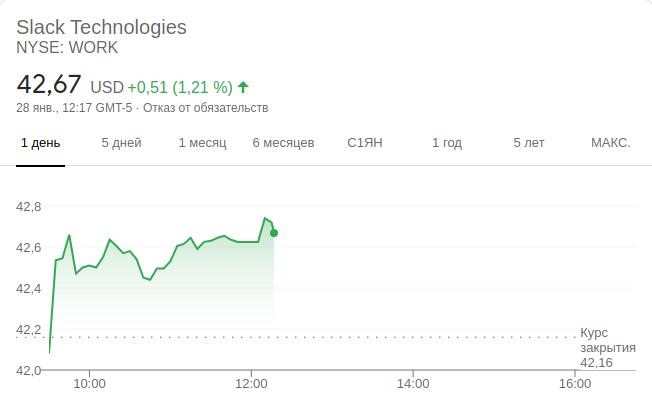 Slack Technologies
NYSE: WORK
42,67 USD +0,51 (1,21 %)
28 янв., 12:17 GMT-5 · Отказ от обязательств
1 день 5 дней 1 месяц 6 месяцев С1ЯН 1 год 5 лет МАКС.
42,8
42,6
42,4
42,2
Курс
закрытия
42,16
42,0
10:00 12:00 14:00 16:00